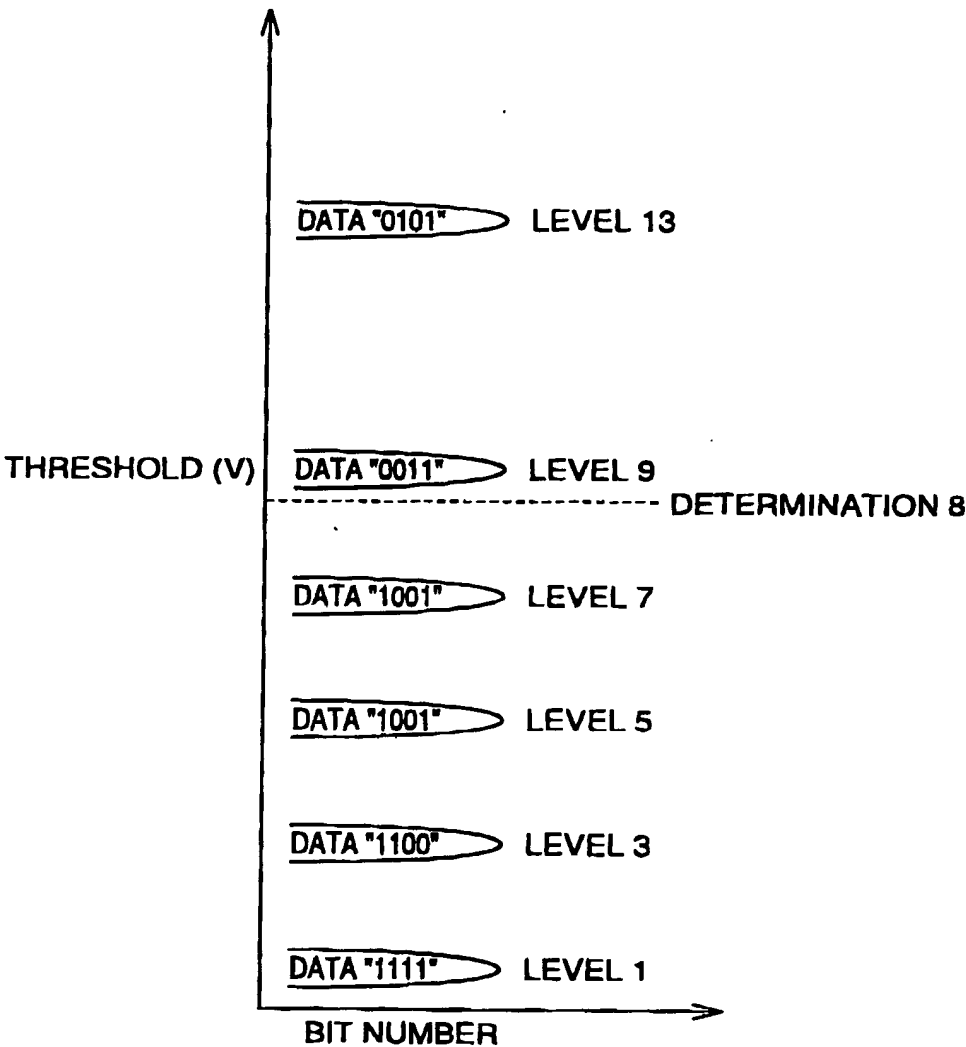 DATA "0101" LEVEL 13
THRESHOLD (V) DATA "0011" LEVEL 9
DETERMINATION 8
DATA "1001" LEVEL 7
DATA "1001" LEVEL 5
DATA "1100" LEVEL 3
DATA "1111" LEVEL 1
BIT NUMBER